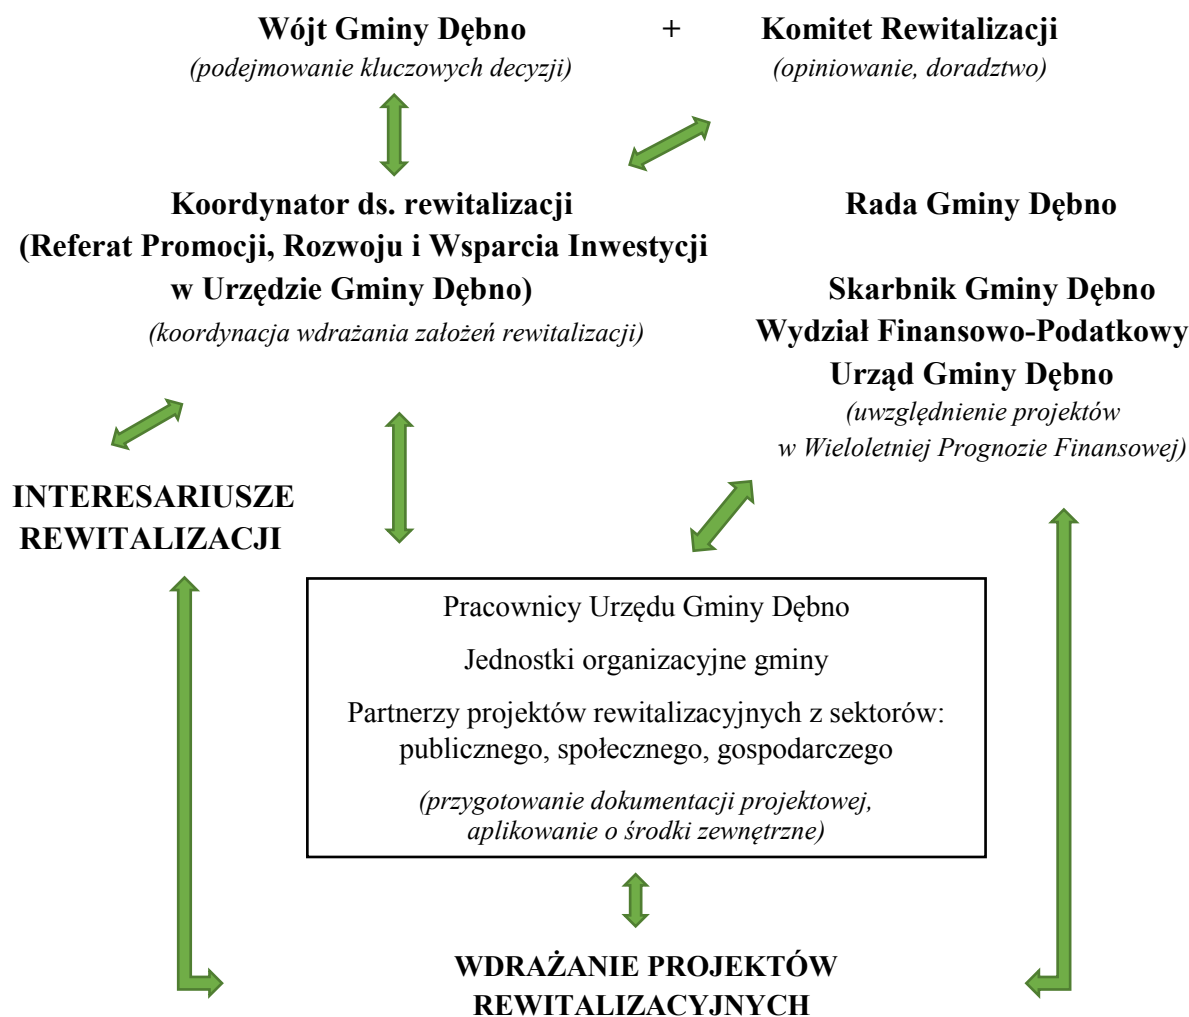 Wójt Gminy Dębno + Komitet Rewitalizacji
(podejmowanie kluczowych decyzji) (opiniowanie, doradztwo)
Koordynator ds. rewitalizacji
(Referat Promocji, Rozwoju i Wsparcia Inwestycji
w Urzędzie Gminy Dębno)
(koordynacja wdrażania założeń rewitalizacji)
Rada Gminy Dębno
Skarbnik Gminy Dębno
Wydział Finansowo-Podatkowy
Urząd Gminy Dębno
(uwzględnienie projektów
w Wieloletniej Prognozie Finansowej)
INTERESARIUSZE
REWITALIZACJI
Pracownicy Urzędu Gminy Dębno
Jednostki organizacyjne gminy
Partnerzy projektów rewitalizacyjnych z sektorów:
publicznego, społecznego, gospodarczego
(przygotowanie dokumentacji projektowej,
aplikowanie o środki zewnętrzne)
WDRAŻANIE PROJEKTÓW
REWITALIZACYJNYCH